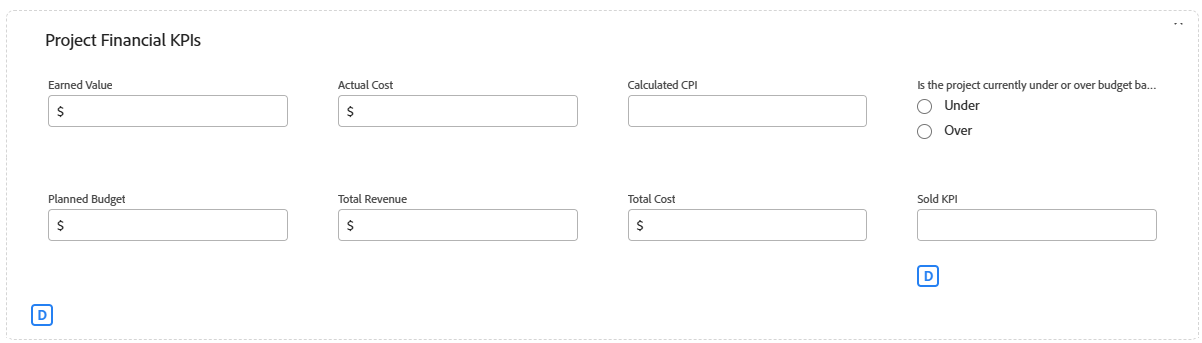 Project Financial KPIs
Earned Value
Actual Cost
Calculated CPI
Is the project currently under or over budget ba...
$
$
Under
Over
Planned Budget
Total Revenue
Total Cost
Sold KPI
$
$
$
D
D